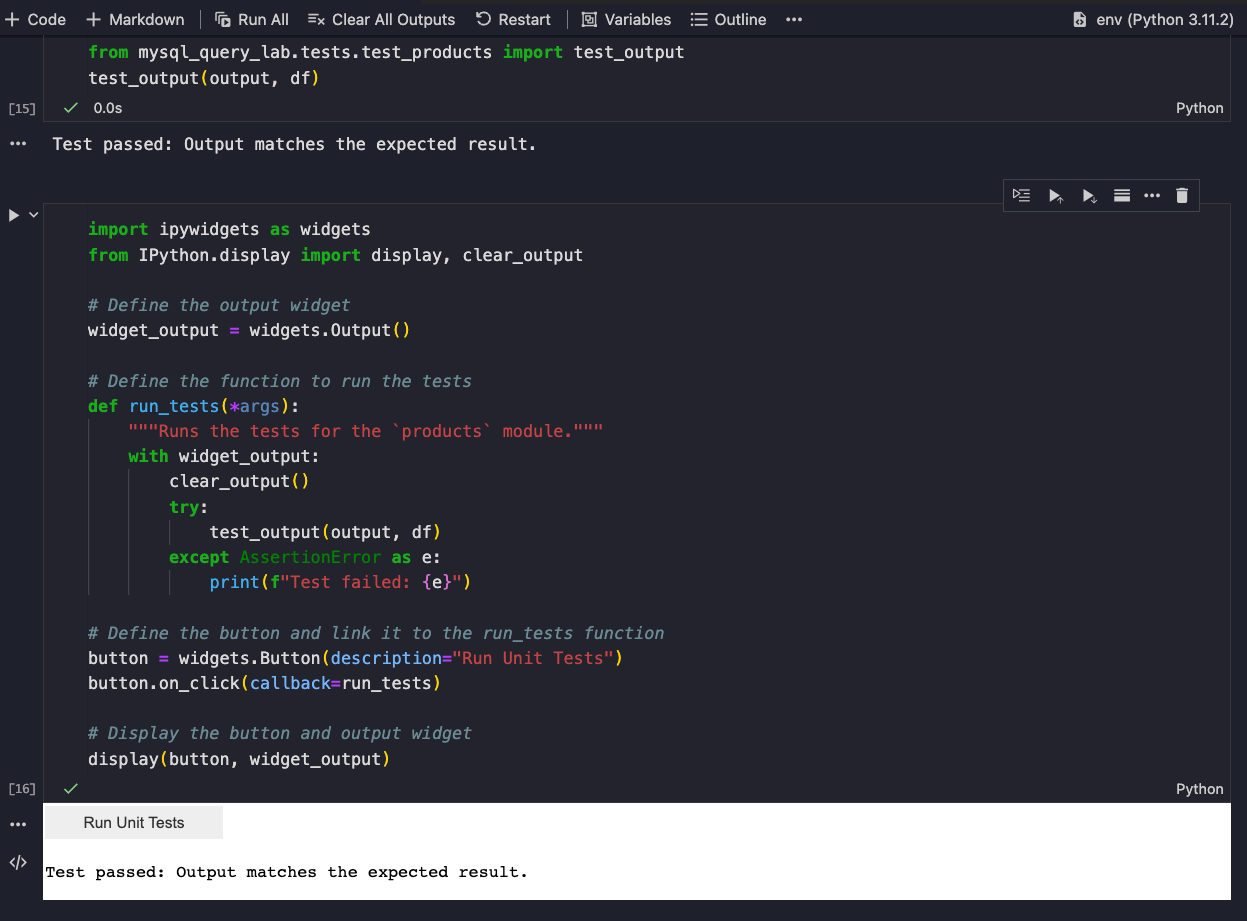 Code Markdown Run All Clear All Outputs Restart Variables Outline ... env (Python 3.11.2)
from mysql_query_lab.tests.test_products import test_output
test_output(output, df)
[15] 0.0s Python
Test passed: Output matches the expected result.
import ipywidgets as widgets
from IPython.display import display, clear_output
# Define the output widget
widget_output = widgets.Output()
# Define the function to run the tests
def run_tests(*args):
"""Runs the tests for the `products` module."""
with widget_output:
clear_output()
try:
test_output(output, df)
except AssertionError as e:
print(f"Test failed: {e}")
# Define the button and link it to the run_tests function
button = widgets.Button(description="Run Unit Tests")
button.on_click(callback=run_tests)
# Display the button and output widget
display(button, widget_output)
[16] Python
Run Unit Tests
Test passed: Output matches the expected result.